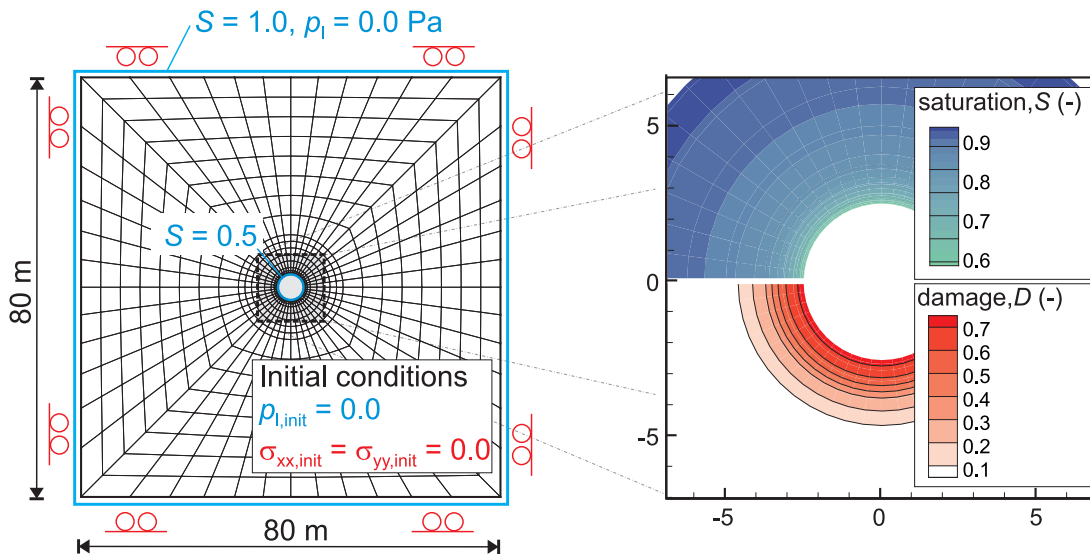 S = 1.0, pl = 0.0 Pa
80 m
S = 0.5
Initial conditions
pl,init = 0.0
σxx,init = σyy,init = 0.0
80 m
saturation,S (-)
0.9
0.8
0.7
0.6
damage,D (-)
0.7
0.6
0.5
0.4
0.3
0.2
0.1
5
0
-5
-5
0
5